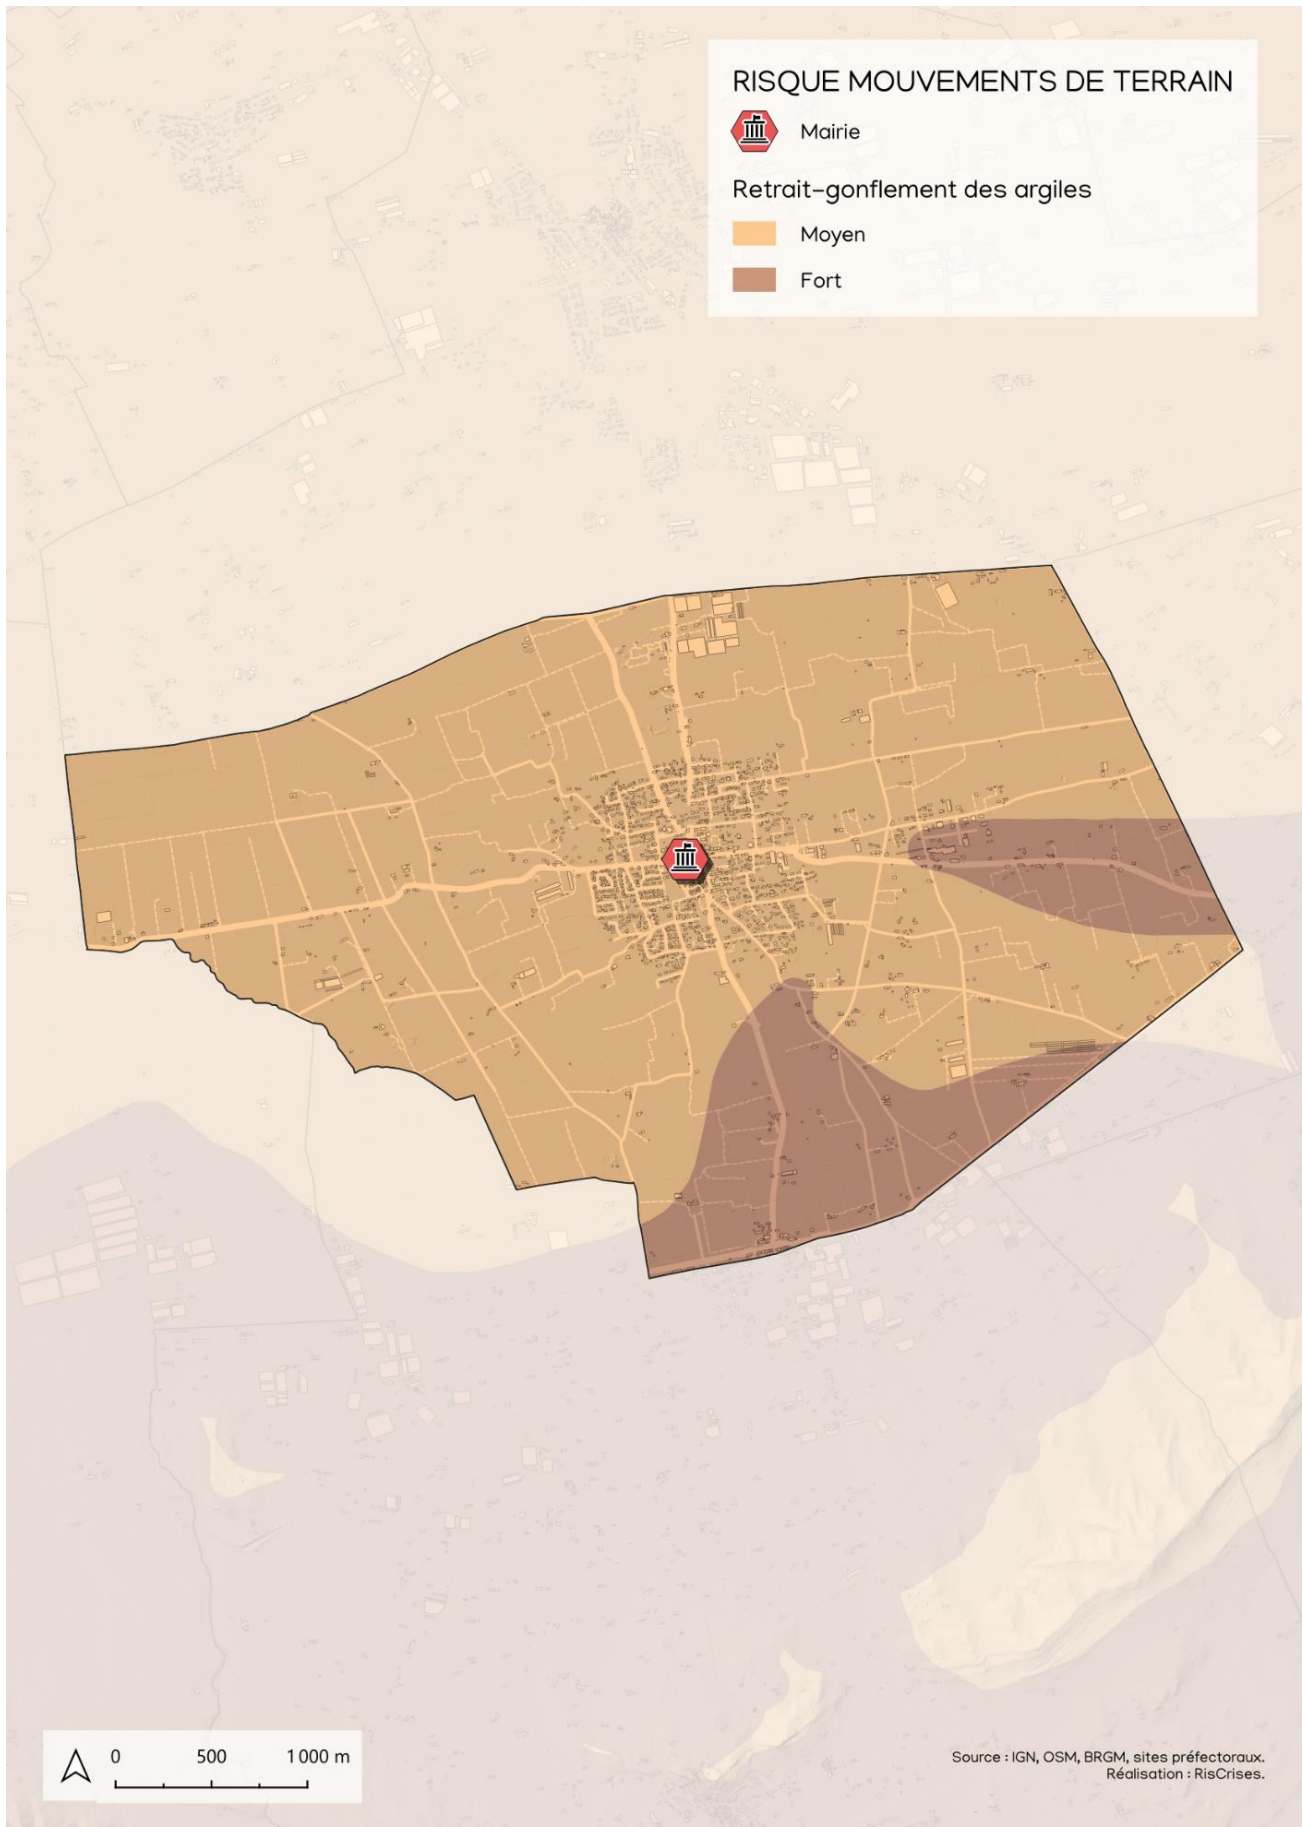 RISQUE MOUVEMENTS DE TERRAIN
Mairie
Retrait-gonflement des argiles
Moyen
Fort
0 500 1 000 m
Source : IGN, OSM, BRGM, sites préfectoraux.
Réalisation : RisCrises.